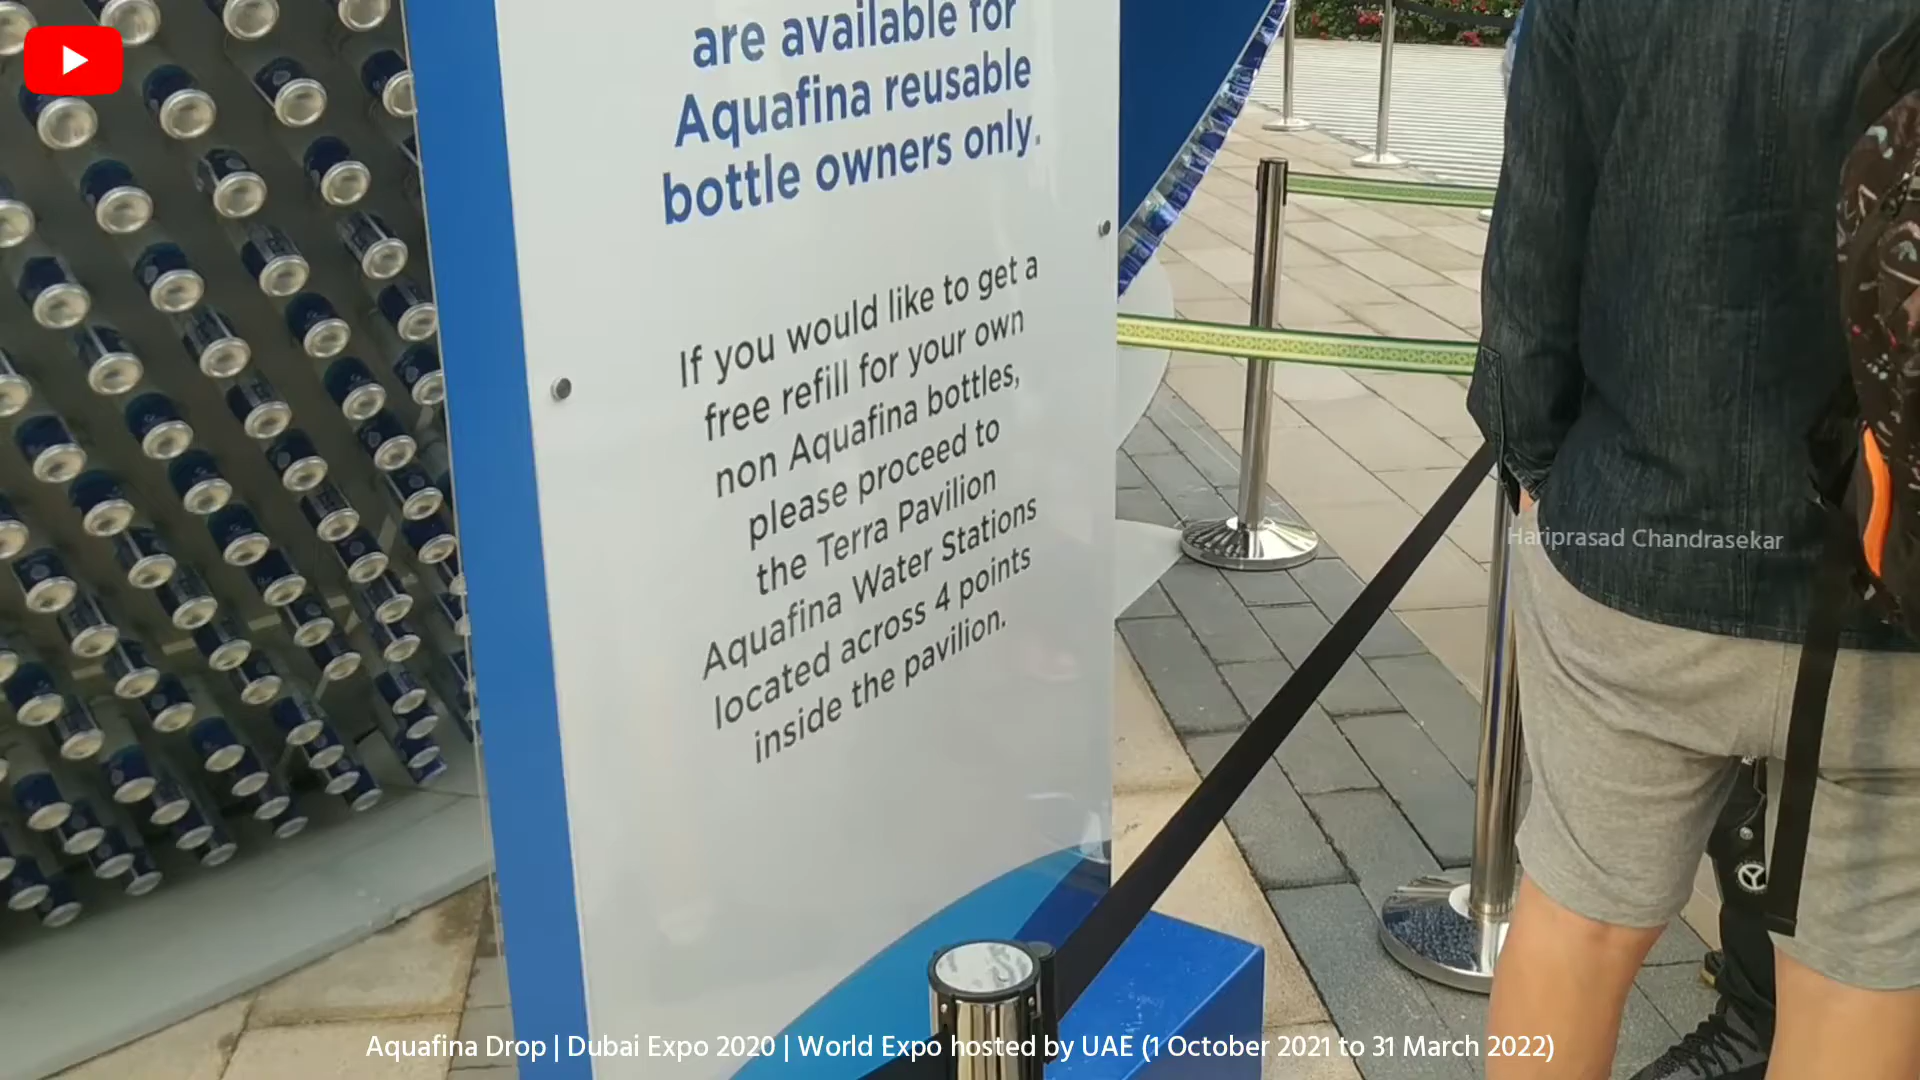 are available for
Aquafina reusable
bottle owners only.
If you would like to get a
free refill for your own
non Aquafina bottles,
please proceed to
the Terra Pavilion
Aquafina Water Stations
located across 4 points
inside the pavilion.
Hariprasad Chandrasekar
Aquafina Drop | Dubai Expo 2020 | World Expo hosted by UAE (1 October 2021 to 31 March 2022)